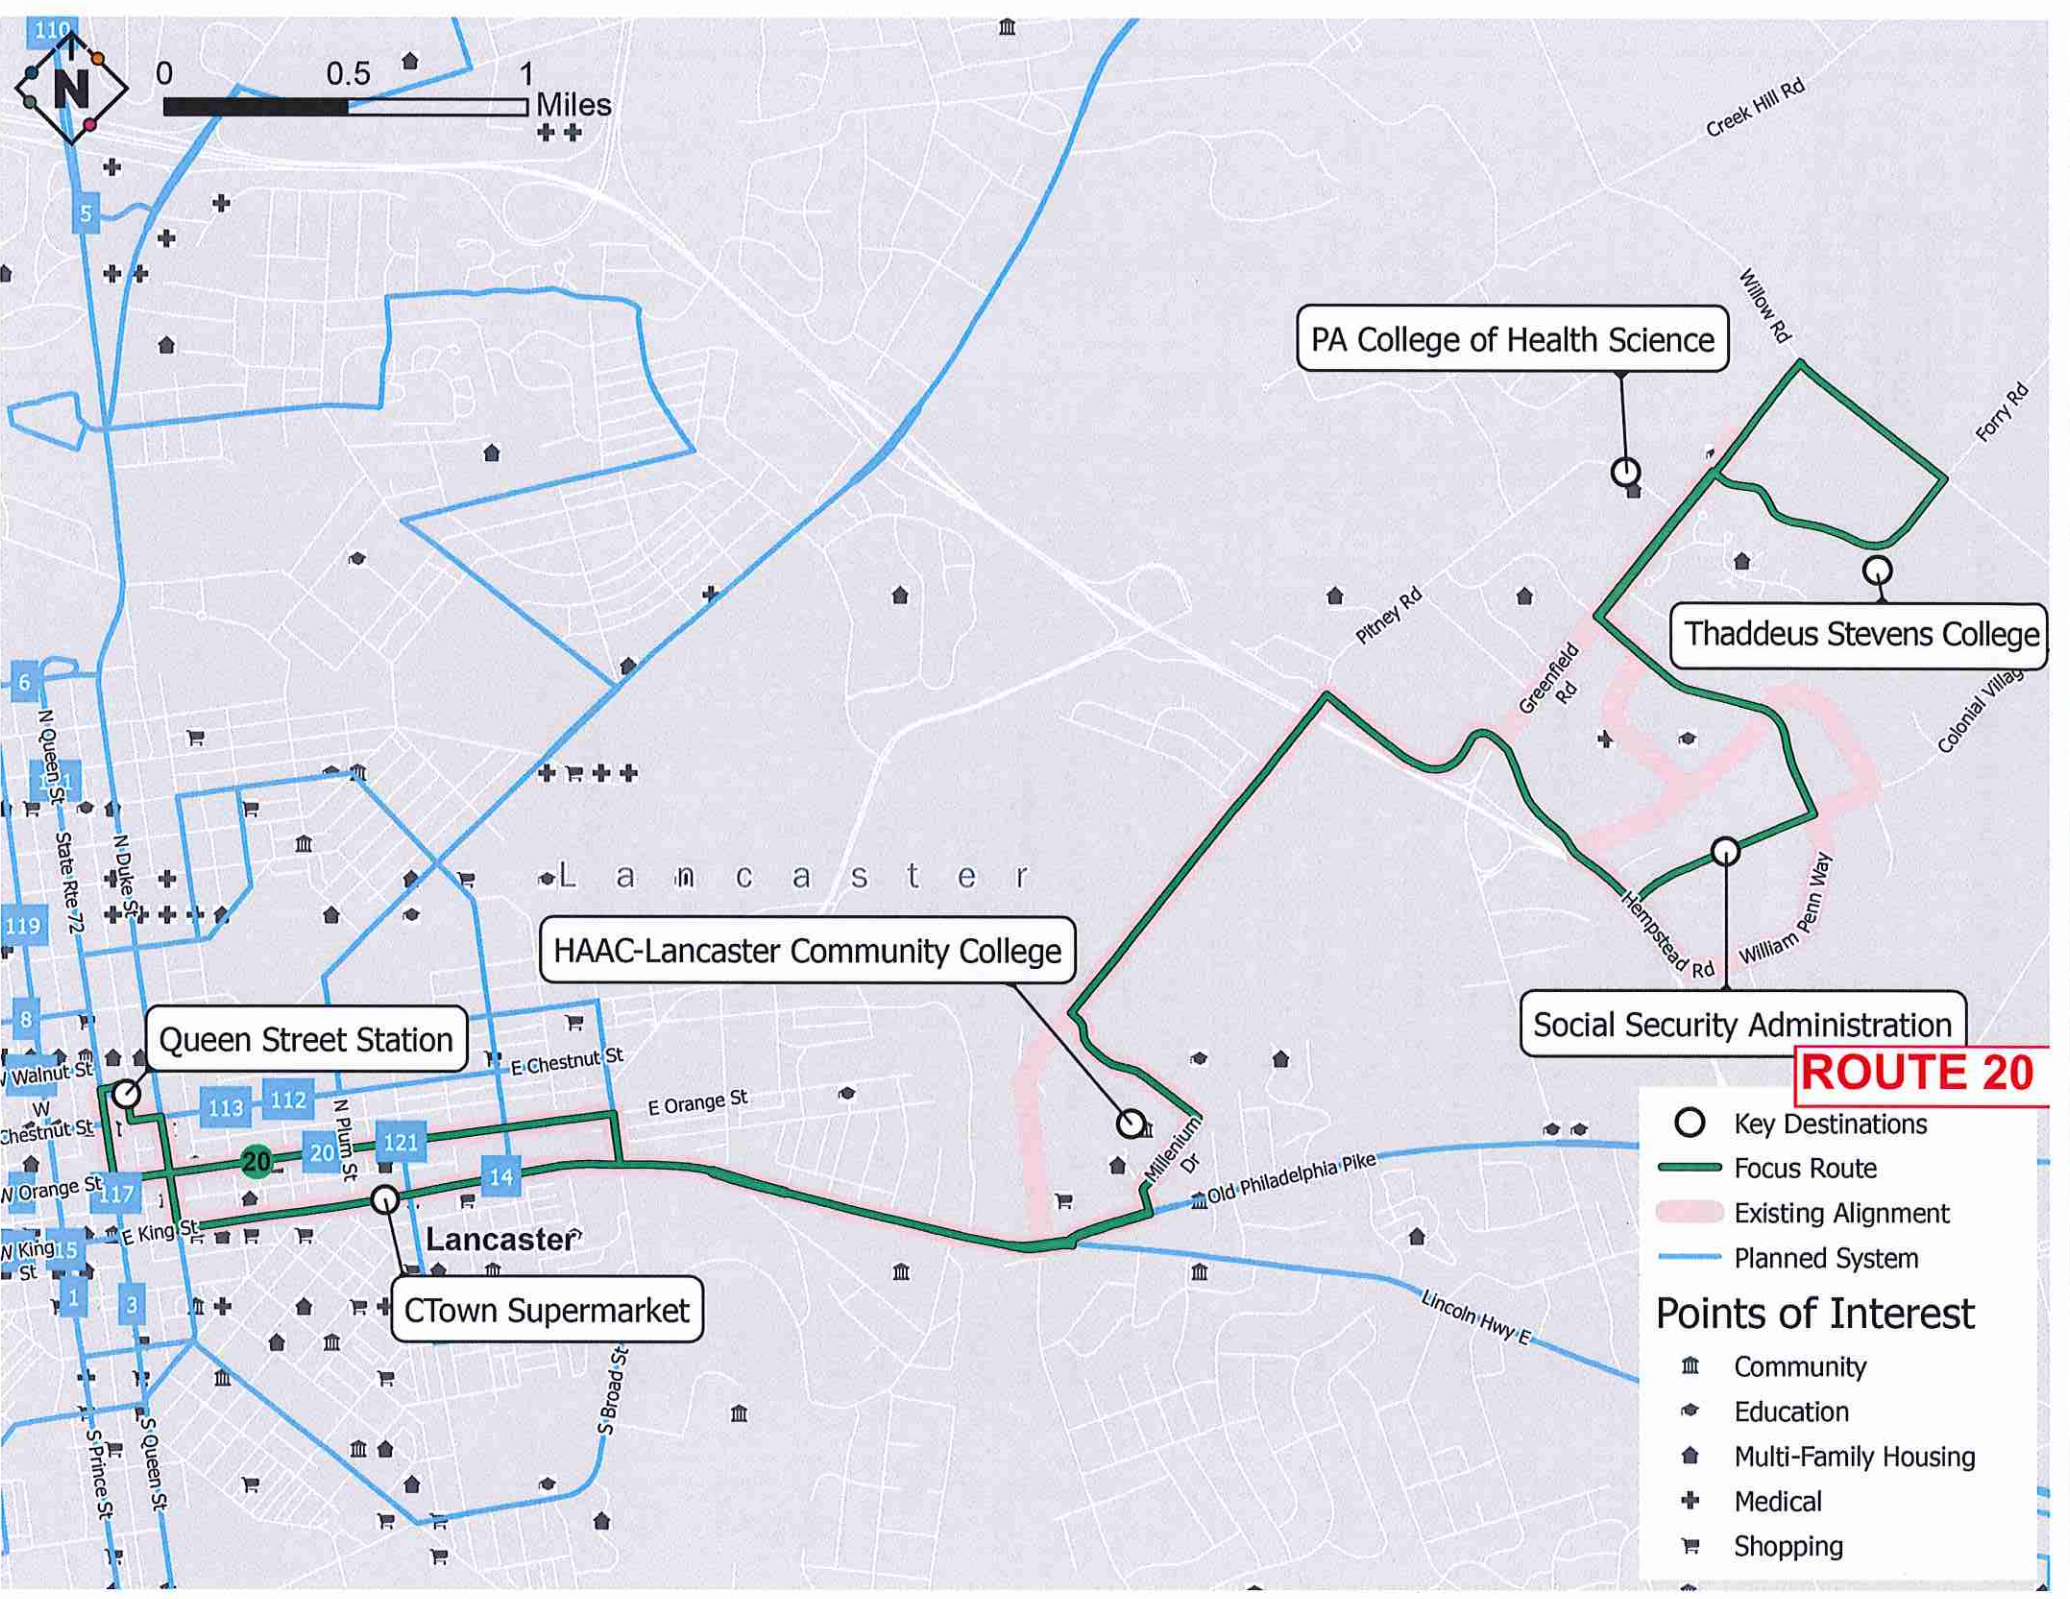 110
N
0 0.5 1
Miles
Creek Hill Rd
5
Willow Rd
PA College of Health Science
Forry Rd
Pitney Rd
Thaddeus Stevens College
Greenfield
Rd
6
N Queen St
Colonial Villag
State Rte 72
N Duke St
Lancaster
119
HAAC-Lancaster Community College
Hempstead Rd
William Penn Way
8
Queen Street Station
Social Security Administration
W Walnut St
E Chestnut St
ROUTE 20
113
112
N Plum St
E Orange St
W
Chestnut St
20
20
121
Millenium
Dr
Old Philadelphia Pike
14
W Orange St
117
E King St
W King
St
15
Lancaster
1
3
CTown Supermarket
Lincoln Hwy E
S Broad St
S Prince St
S Queen St
Key Destinations
Focus Route
Existing Alignment
Planned System
Points of Interest
Community
Education
Multi-Family Housing
Medical
Shopping